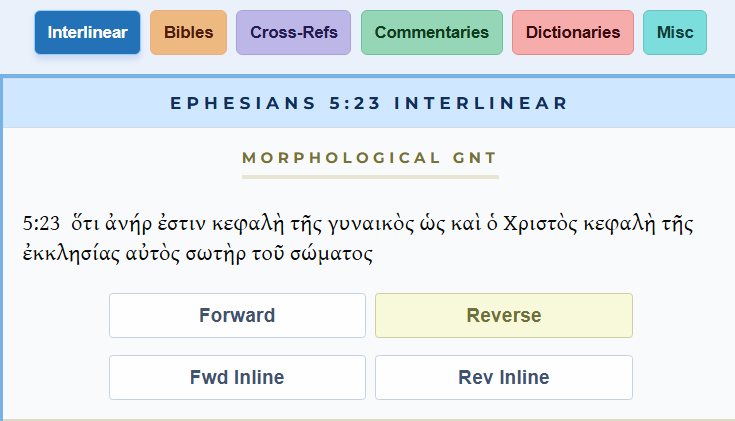 Interlinear Bibles Cross-Refs Commentaries Dictionaries Misc
EPHESIANS 5:23 INTERLINEAR
MORPHOLOGICAL GNT
5:23 ὅτι ἀνήρ ἐστιν κεφαλὴ τῆς γυναικὸς ὡς καὶ ὁ Χριστὸς κεφαλὴ τῆς
ἐκκλησίας αὐτὸς σωτὴρ τοῦ σώματος
Forward Reverse
Fwd Inline Rev Inline